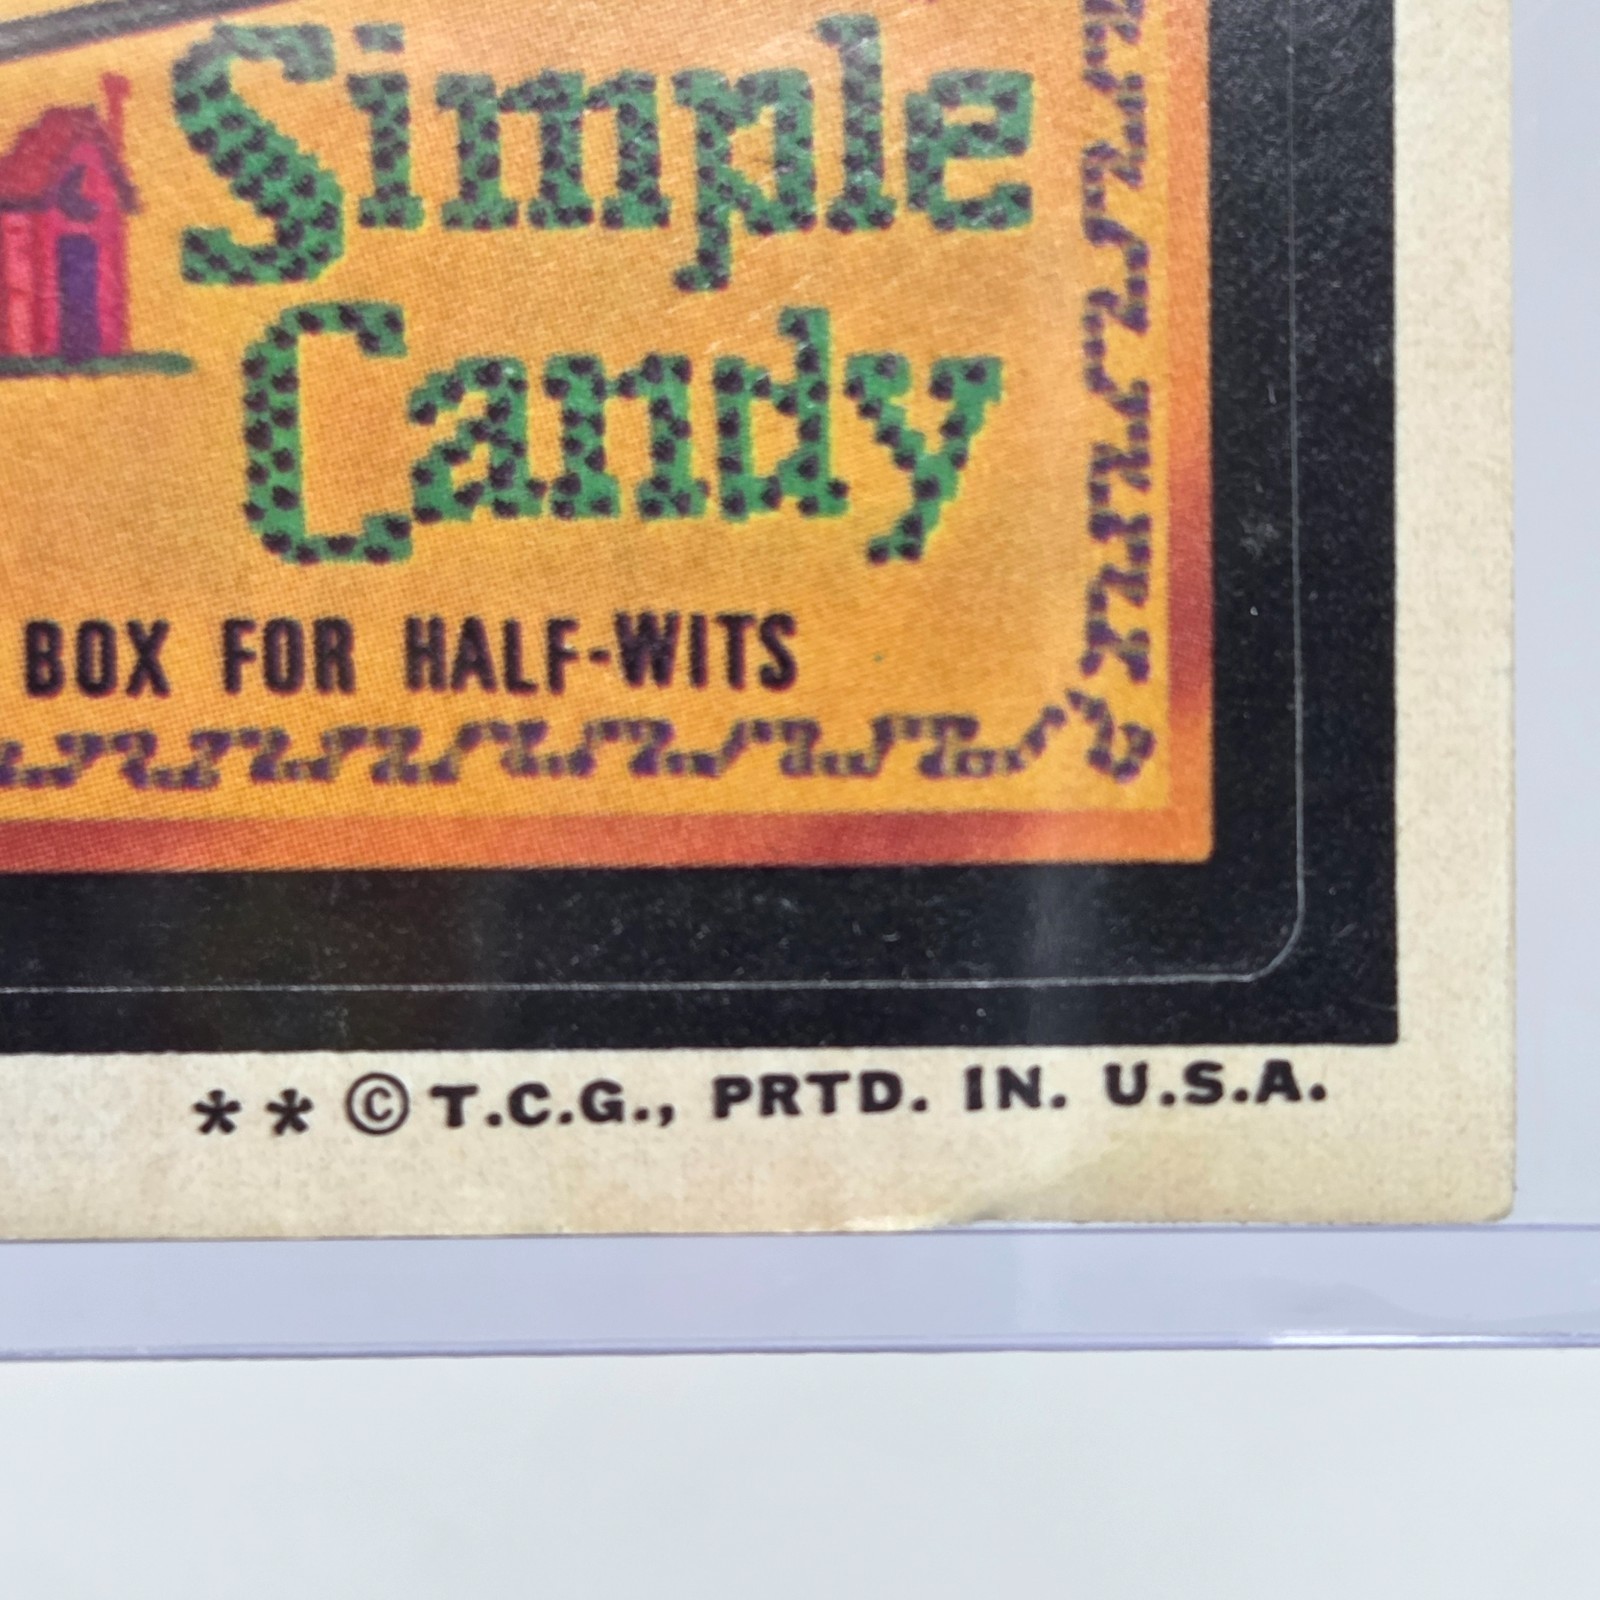 Simple
Candy
BOX FOR HALF-WITS
* * © T.C.G., PRTD. IN. U.S.A.